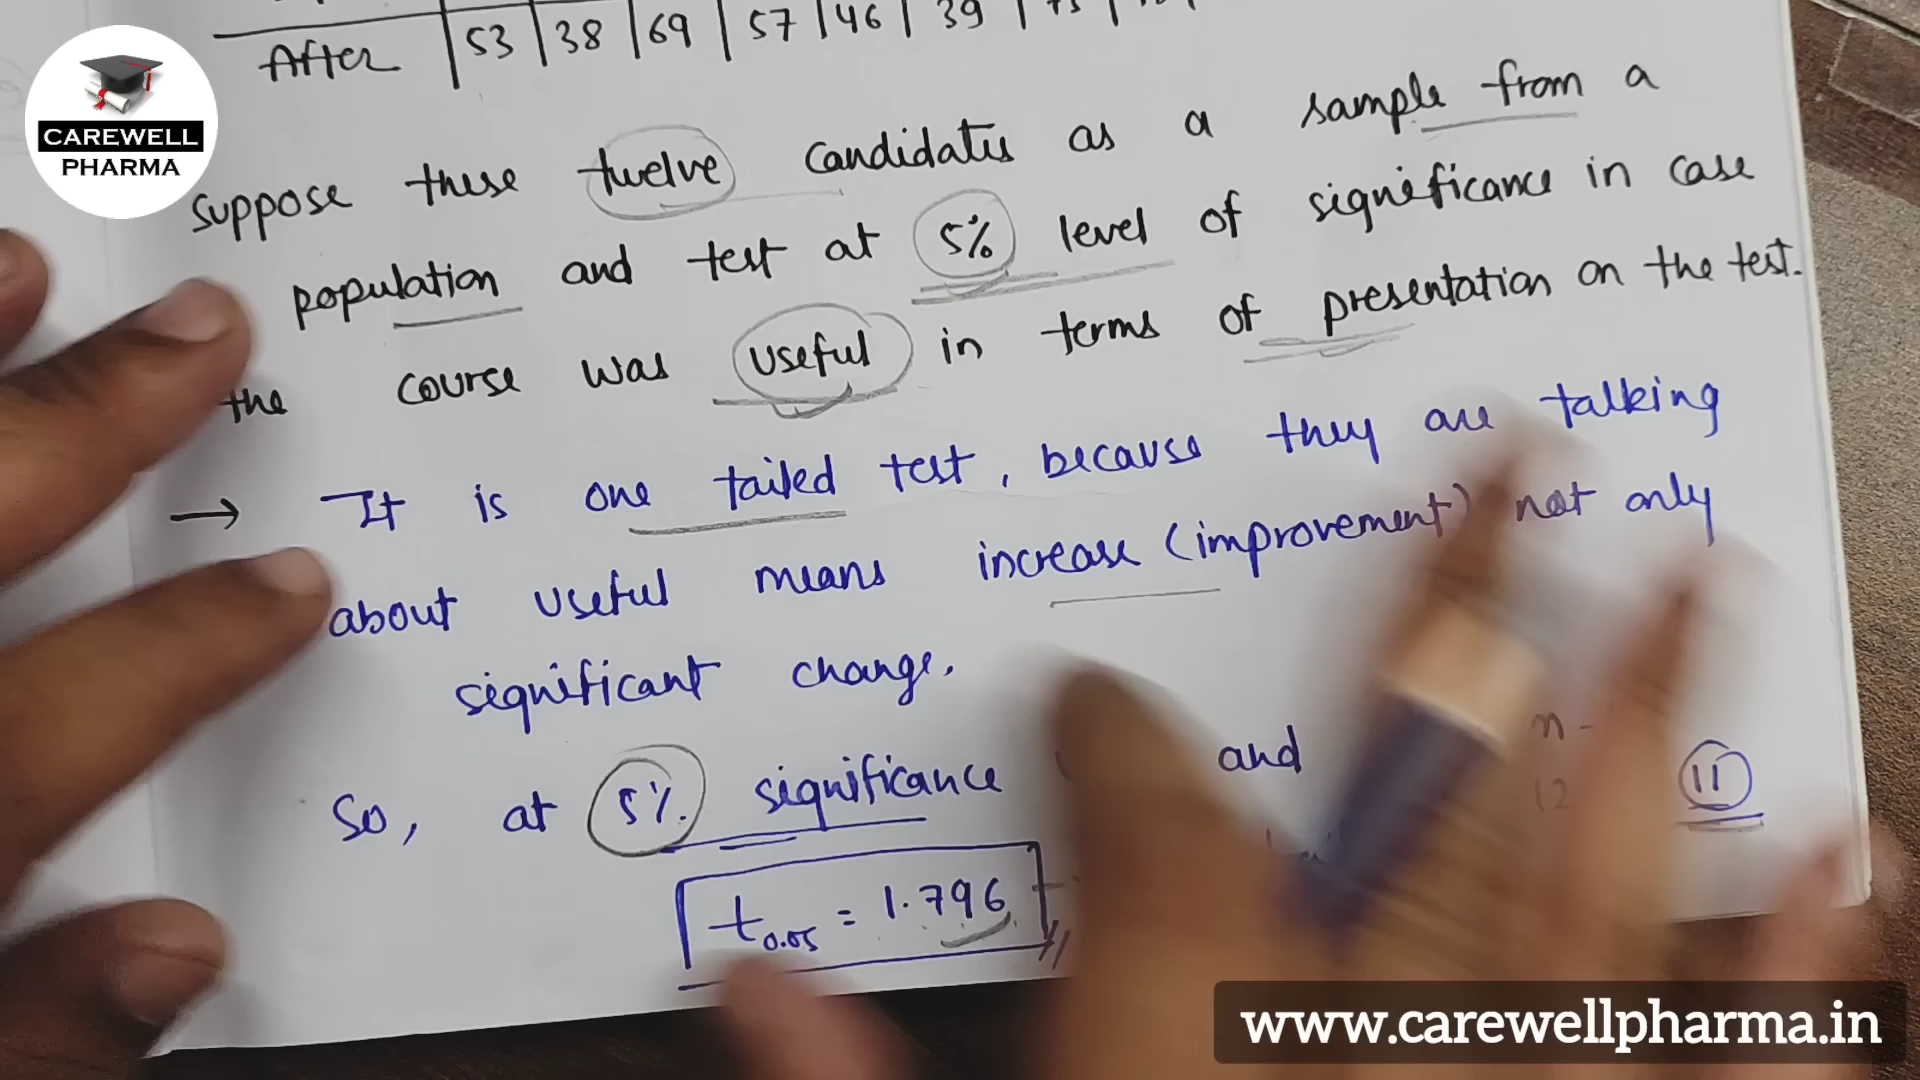 After | 53 | 38 | 69 | 57 | 46 | 39 |
CAREWELL
PHARMA
Suppose these twelve candidates as a sample from a
population and test at 5% level of significance in case
the course was useful in terms of presentation on the test.
→ It is one tailed test, because they are talking
about useful means increase (improvement) not only
significant change.
So, at 5% significance and
n -
12
11
t0.05 = 1.796
www.carewellpharma.in